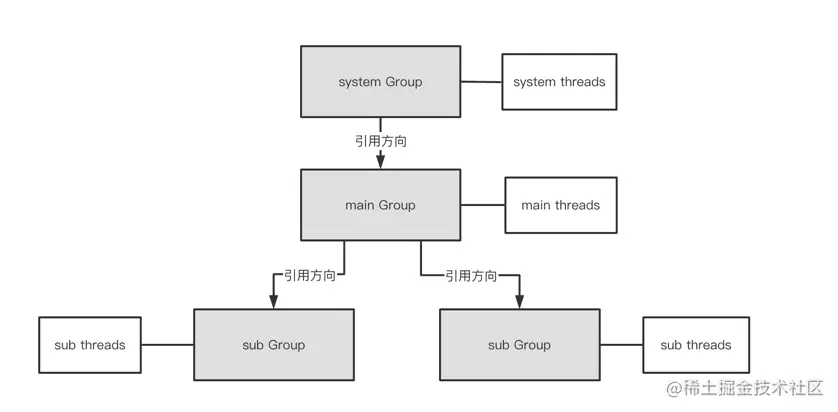 system Group
system threads
引用方向
main Group
main threads
引用方向
引用方向
sub threads
sub Group
sub Group
sub threads
@稀土掘金技术社区